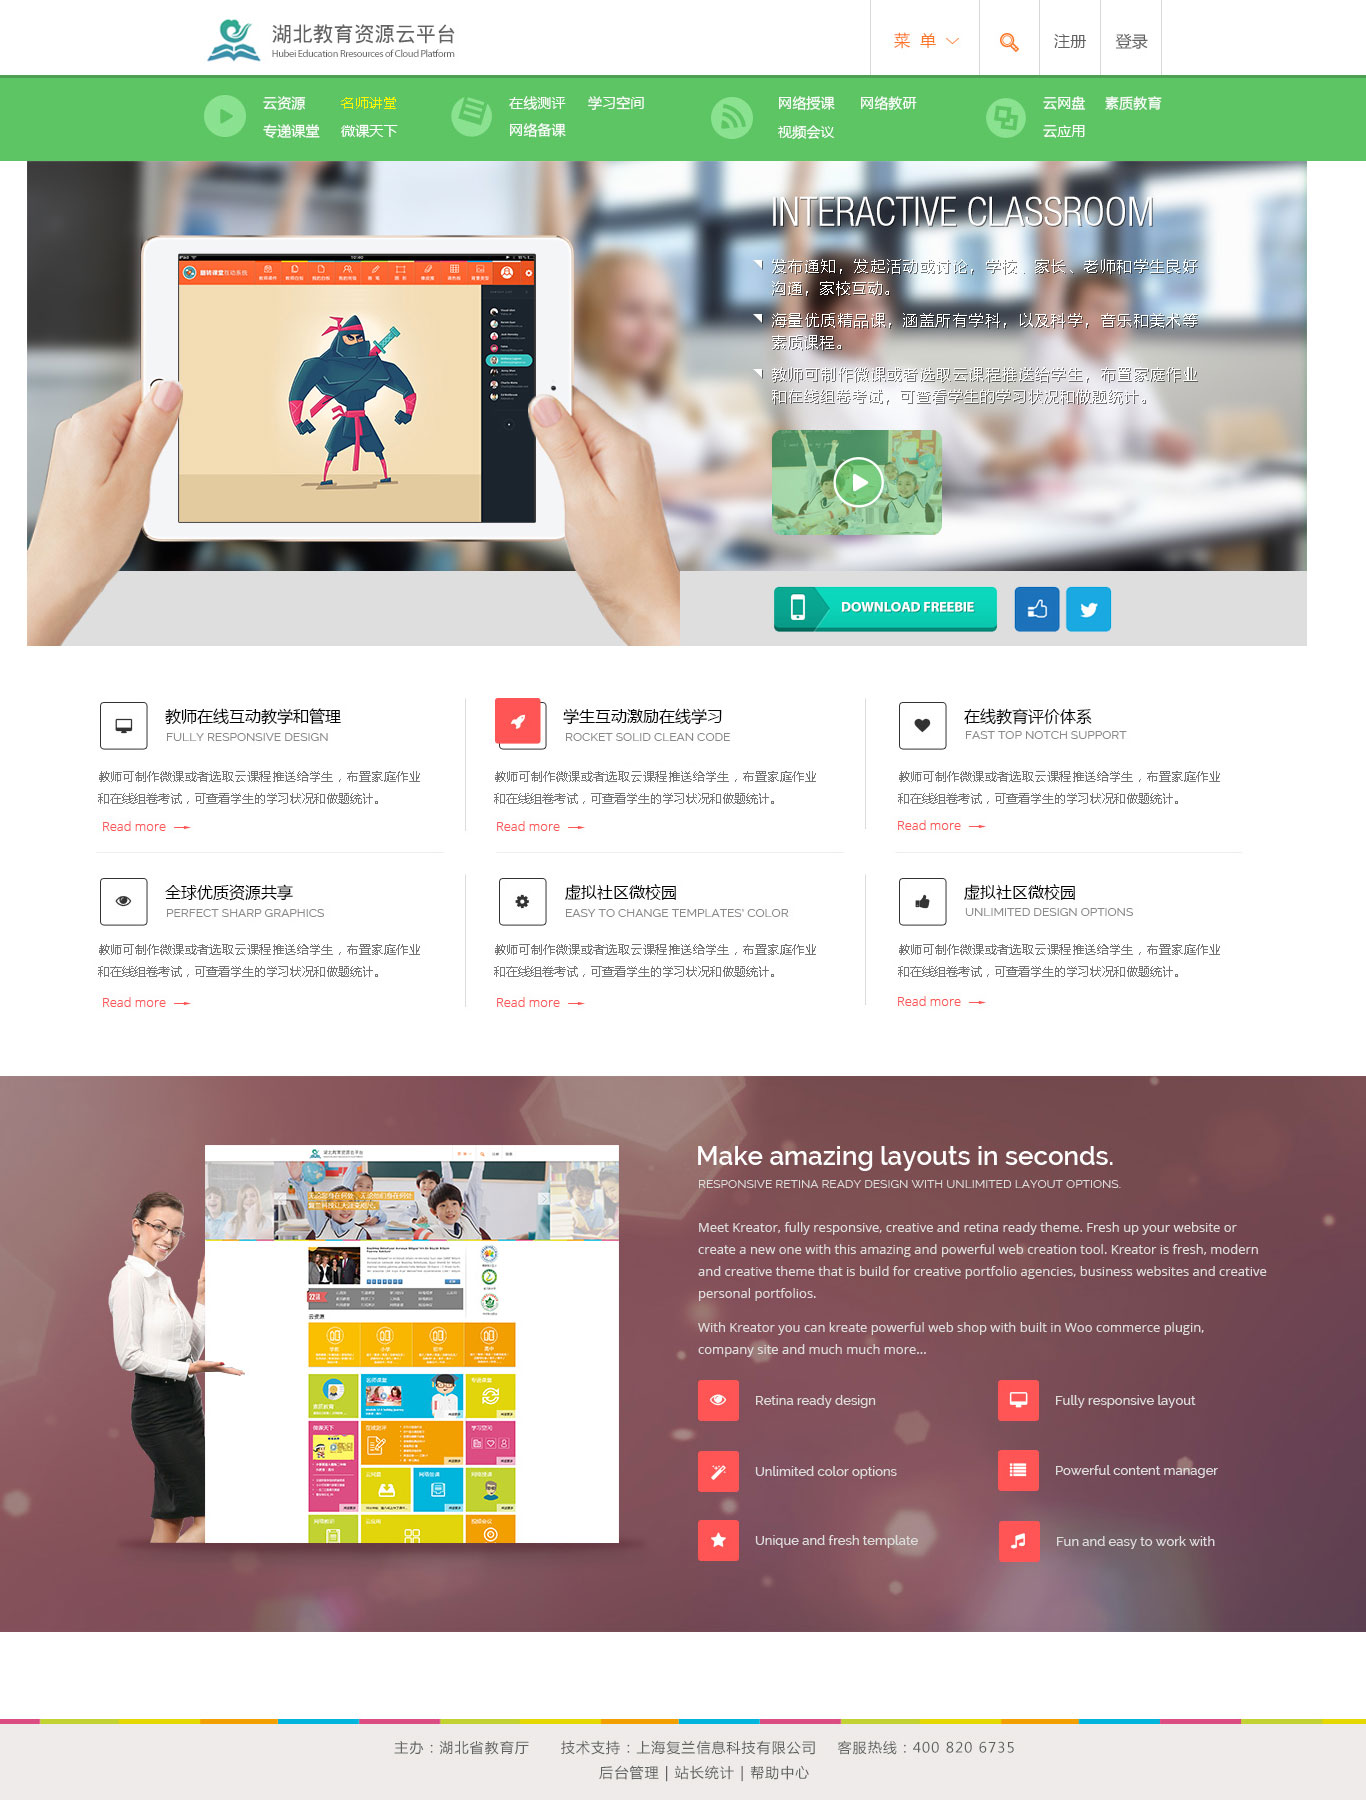 湖北教育资源云平台
Hubei Education Rresources of Cloud Platform
菜 单
注册
登录
云资源 名师讲堂
专递课堂 微课天下
在线测评 学习空间
网络备课
网络授课 网络教研
视频会议
云网盘 素质教育
云应用
INTERACTIVE CLASSROOM
发布通知，发起活动或讨论，学校、家长、老师和学生良好
沟通，家校互动。
海量优质精品课，涵盖所有学科，以及科学，音乐和美术等
素质课程。
教师可制作微课或者选取云课程推送给学生，布置家庭作业
和在线组卷考试，可查看学生的学习状况和做题统计。
DOWNLOAD FREEBIE
教师在线互动教学和管理
FULLY RESPONSIVE DESIGN
教师可制作微课或者选取云课程推送给学生，布置家庭作业
和在线组卷考试，可查看学生的学习状况和做题统计。
Read more
学生互动激励在线学习
ROCKET SOLID CLEAN CODE
教师可制作微课或者选取云课程推送给学生，布置家庭作业
和在线组卷考试，可查看学生的学习状况和做题统计。
Read more
在线教育评价体系
FAST TOP NOTCH SUPPORT
教师可制作微课或者选取云课程推送给学生，布置家庭作业
和在线组卷考试，可查看学生的学习状况和做题统计。
Read more
全球优质资源共享
PERFECT SHARP GRAPHICS
教师可制作微课或者选取云课程推送给学生，布置家庭作业
和在线组卷考试，可查看学生的学习状况和做题统计。
Read more
虚拟社区微校园
EASY TO CHANGE TEMPLATES' COLOR
教师可制作微课或者选取云课程推送给学生，布置家庭作业
和在线组卷考试，可查看学生的学习状况和做题统计。
Read more
虚拟社区微校园
UNLIMITED DESIGN OPTIONS
教师可制作微课或者选取云课程推送给学生，布置家庭作业
和在线组卷考试，可查看学生的学习状况和做题统计。
Read more
湖北教育资源云平台
云资源
Make amazing layouts in seconds.
RESPONSIVE RETINA READY DESIGN WITH UNLIMITED LAYOUT OPTIONS.
Meet Kreator, fully responsive, creative and retina ready theme. Fresh up your website or
create a new one with this amazing and powerful web creation tool. Kreator is fresh, modern
and creative theme that is build for creative portfolio agencies, business websites and creative
personal portfolios.
With Kreator you can kreate powerful web shop with built in Woo commerce plugin,
company site and much much more...
Retina ready design
Fully responsive layout
Unlimited color options
Powerful content manager
Unique and fresh template
Fun and easy to work with
主办：湖北省教育厅 技术支持：上海复兰信息科技有限公司 客服热线：400 820 6735
后台管理 | 站长统计 | 帮助中心